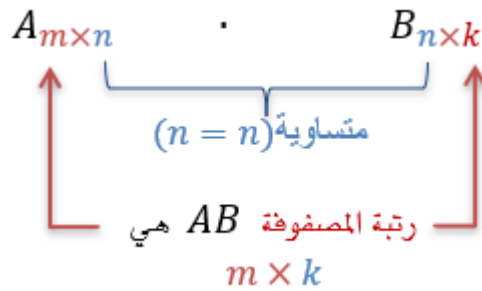 A_{m×n} · B_{n×k}
متساوية (n = n)
رتبة المصفوفة AB هي
m × k